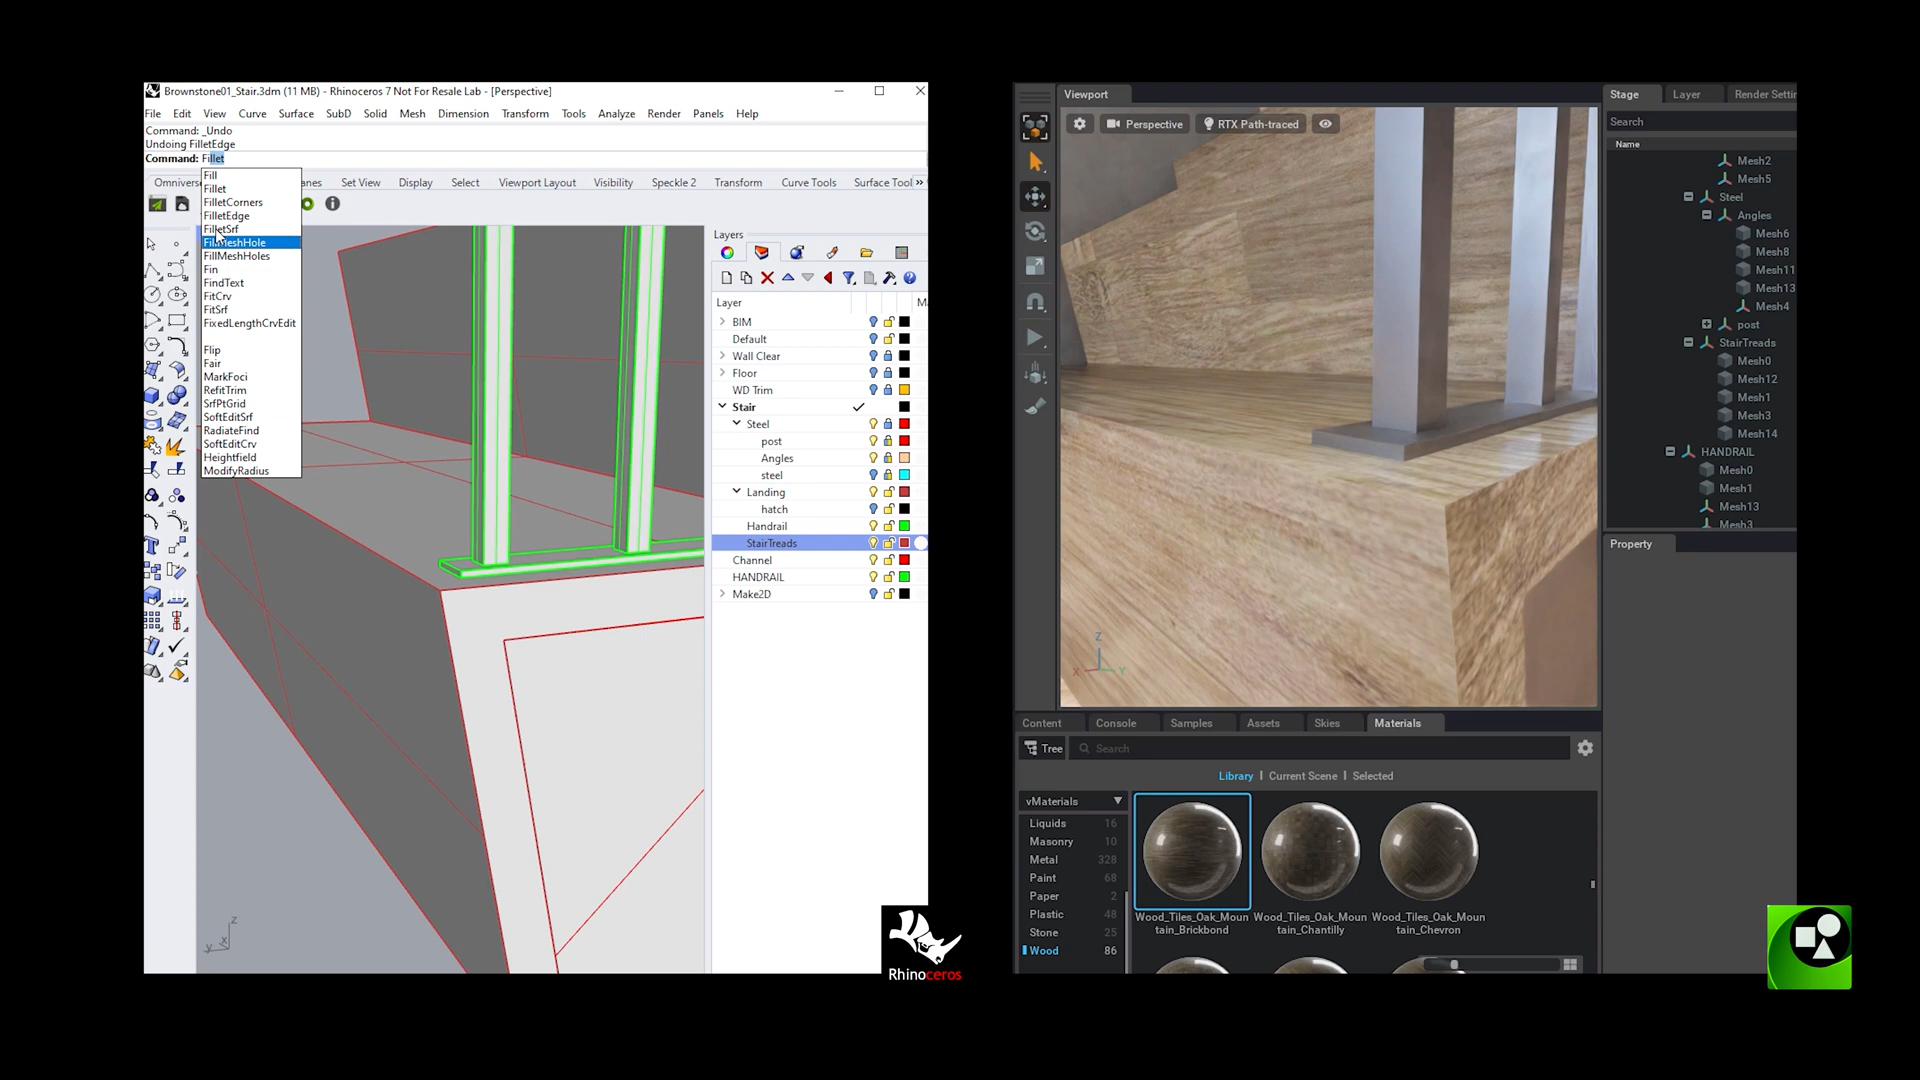 Brownstone01_Stair.3dm (11 MB) - Rhinoceros 7 Not For Resale Lab - [Perspective]
File Edit View Curve Surface SubD Solid Mesh Dimension Transform Tools Analyze Render Panels Help
Command: _Undo
Undoing FilletEdge
Command: Fillet
Omnivers
anes Set View Display Select Viewport Layout Visibility Speckle 2 Transform Curve Tools Surface Tool »
Fill
Fillet
FilletCorners
FilletEdge
FilletSrf
FillMeshHole
FillMeshHoles
Fin
FindText
FitCrv
FitSrf
FixedLengthCrvEdit
Flip
Fair
MarkFoci
RefitTrim
SrfPtGrid
SoftEditSrf
RadiateFind
SoftEditCrv
Heightfield
ModifyRadius
z
y x
Layers
Layer M
BIM
Default
Wall Clear
Floor
WD Trim
Stair
Steel
post
Angles
steel
Landing
hatch
Handrail
StairTreads
Channel
HANDRAIL
Make2D
Rhinoceros
Viewport
Perspective RTX Path-traced
Z
X Y
Stage Layer Render Settin
Search
Name
Mesh2
Mesh5
Steel
Angles
Mesh6
Mesh8
Mesh11
Mesh13
Mesh4
post
StairTreads
Mesh0
Mesh12
Mesh1
Mesh3
Mesh14
HANDRAIL
Mesh0
Mesh1
Mesh13
Mesh3
Property
Content Console Samples Assets Skies Materials
Tree Search
Library | Current Scene | Selected
vMaterials
Liquids 16
Masonry 10
Metal 328
Paint 68
Paper 2
Plastic 48
Stone 25
Wood 86
Wood_Tiles_Oak_Moun
tain_Brickbond
Wood_Tiles_Oak_Moun
tain_Chantilly
Wood_Tiles_Oak_Moun
tain_Chevron